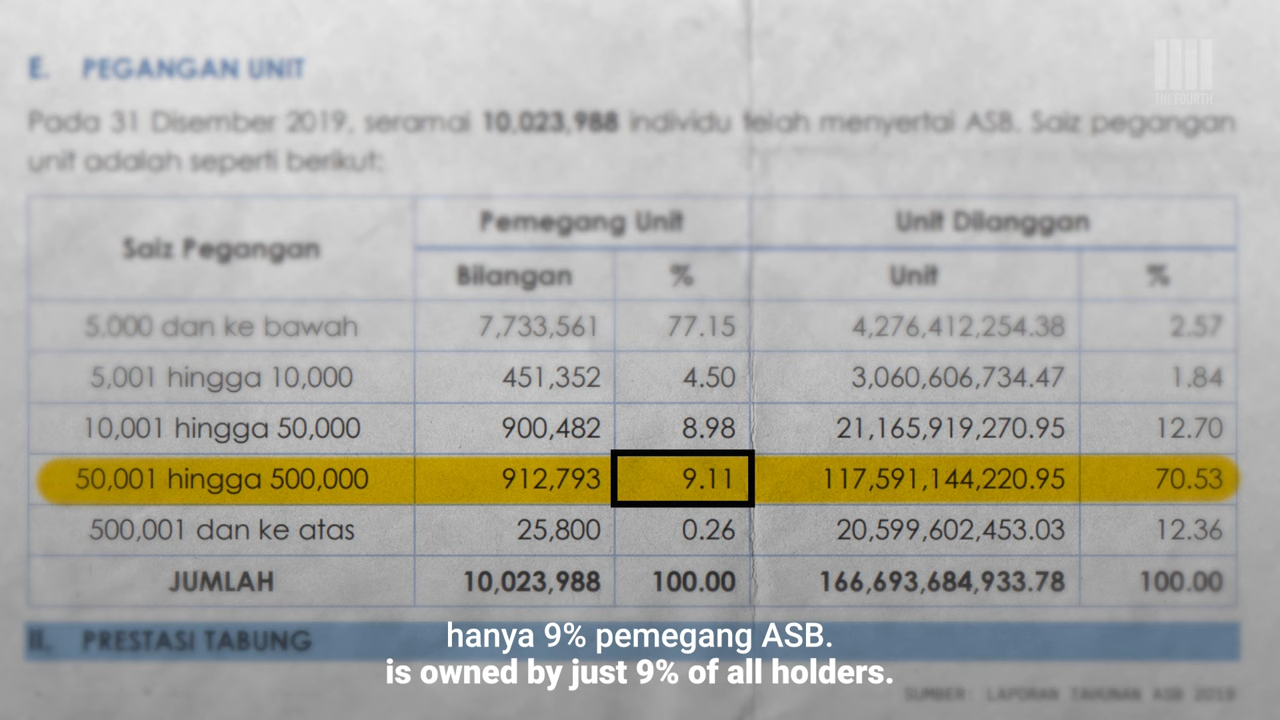 THE FOURTH
E. PEGANGAN UNIT
Pada 31 Disember 2019, seramai 10,023,988 individu telah menyertai ASB. Saiz pegangan
unit adalah seperti berikut:
Saiz Pegangan Pemegang Unit Unit Dilanggan
Bilangan % Unit %
5,000 dan ke bawah 7,733,561 77.15 4,276,412,254.38 2.57
5,001 hingga 10,000 451,352 4.50 3,060,606,734.47 1.84
10,001 hingga 50,000 900,482 8.98 21,165,919,270.95 12.70
50,001 hingga 500,000 912,793 9.11 117,591,144,220.95 70.53
500,001 dan ke atas 25,800 0.26 20,599,602,453.03 12.36
JUMLAH 10,023,988 100.00 166,693,684,933.78 100.00
II. PRESTASI TABUNG
hanya 9% pemegang ASB.
is owned by just 9% of all holders.
SUMBER: LAPORAN TAHUNAN ASB 2019